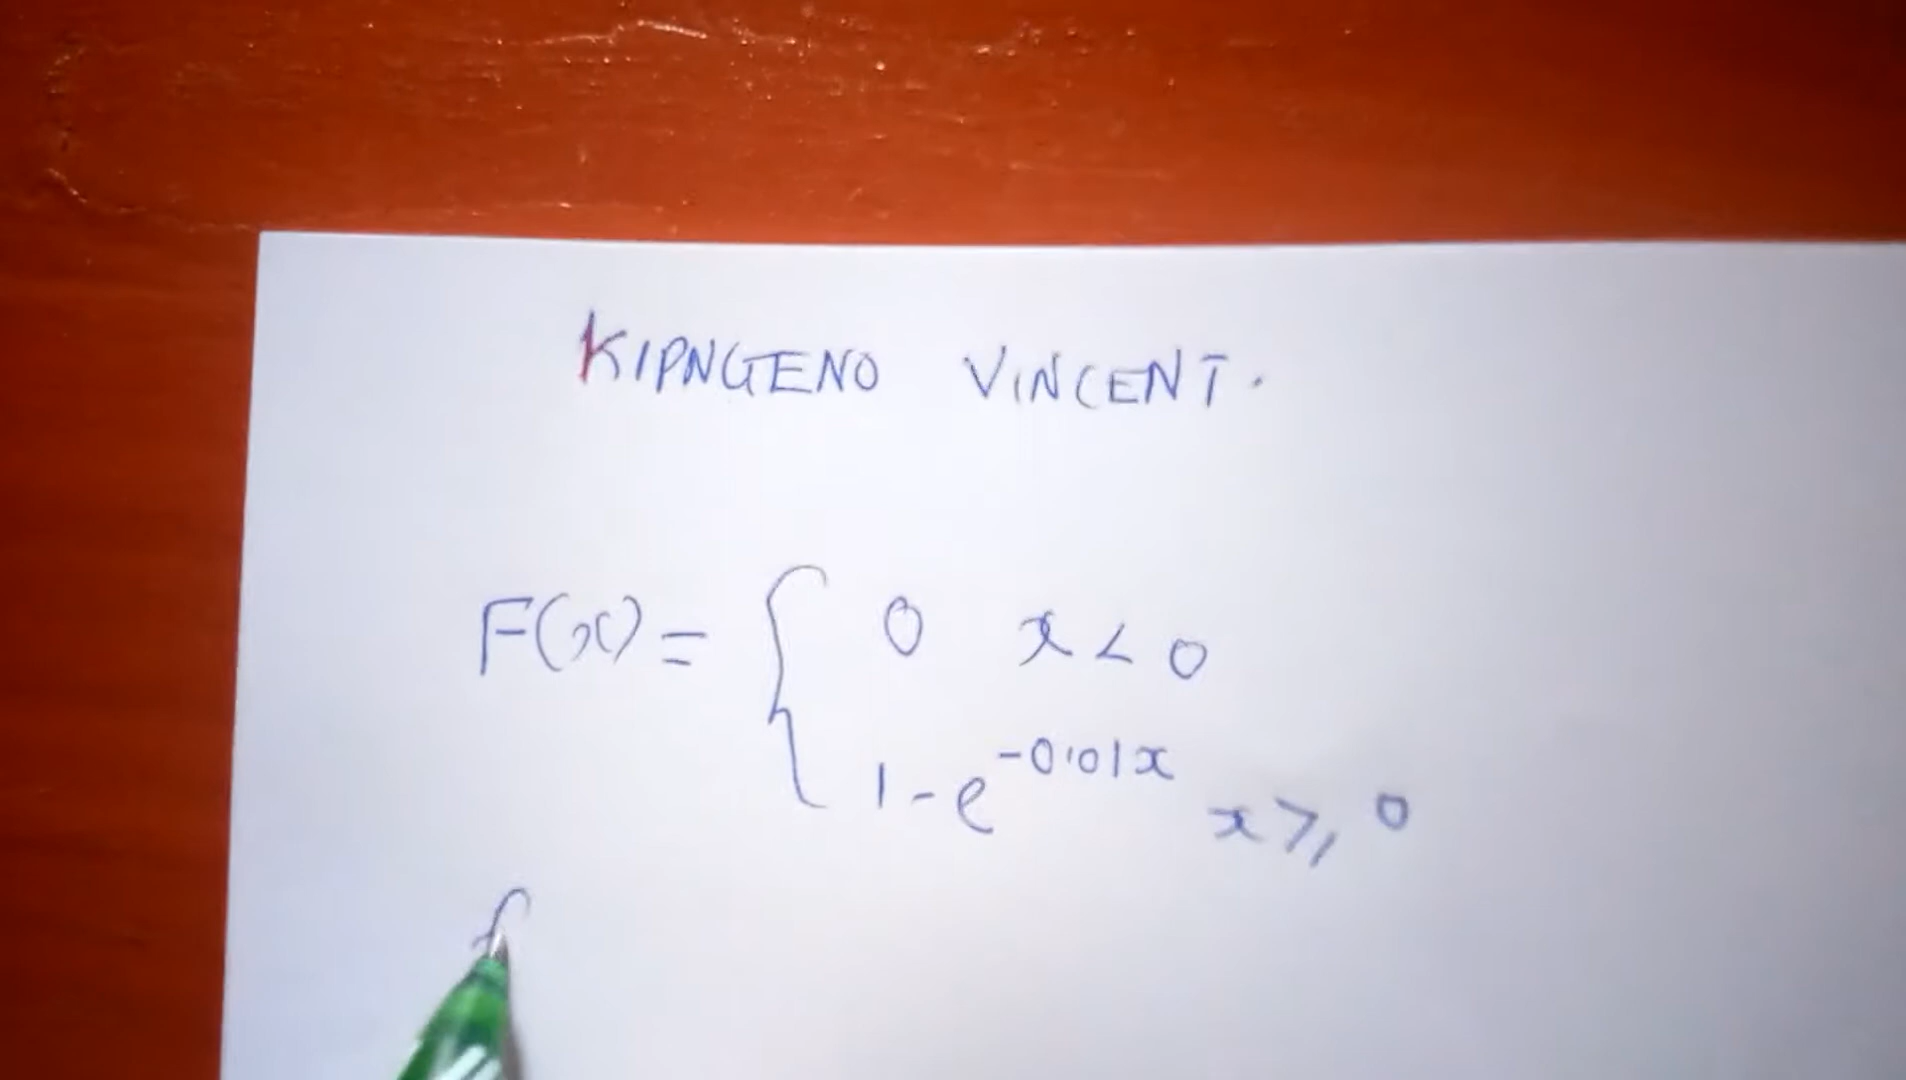 KIPNGENO VINCENT.
F(x) = { 0 x < 0
1 - e^{-0.01x} x ≥ 0
f